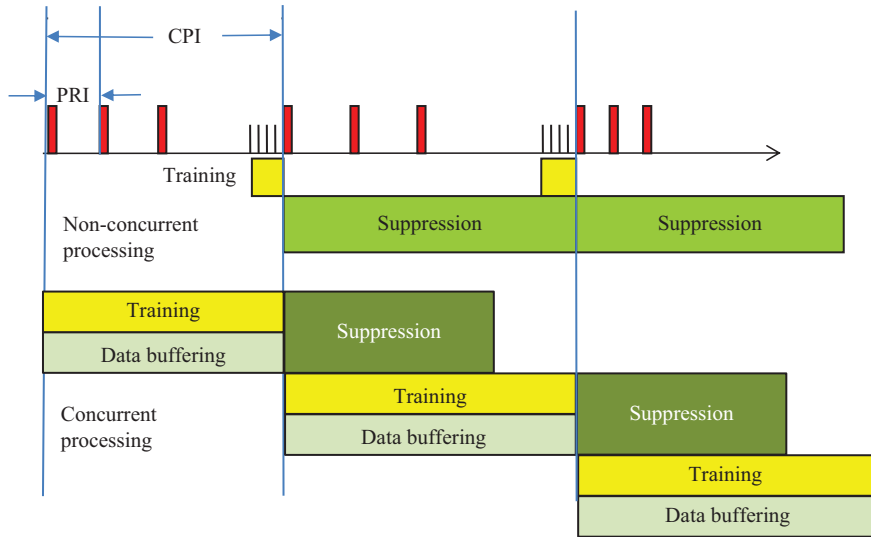 CPI
PRI
Training
Non-concurrent
processing
Suppression
Suppression
Training
Data buffering
Suppression
Concurrent
processing
Training
Data buffering
Suppression
Training
Data buffering